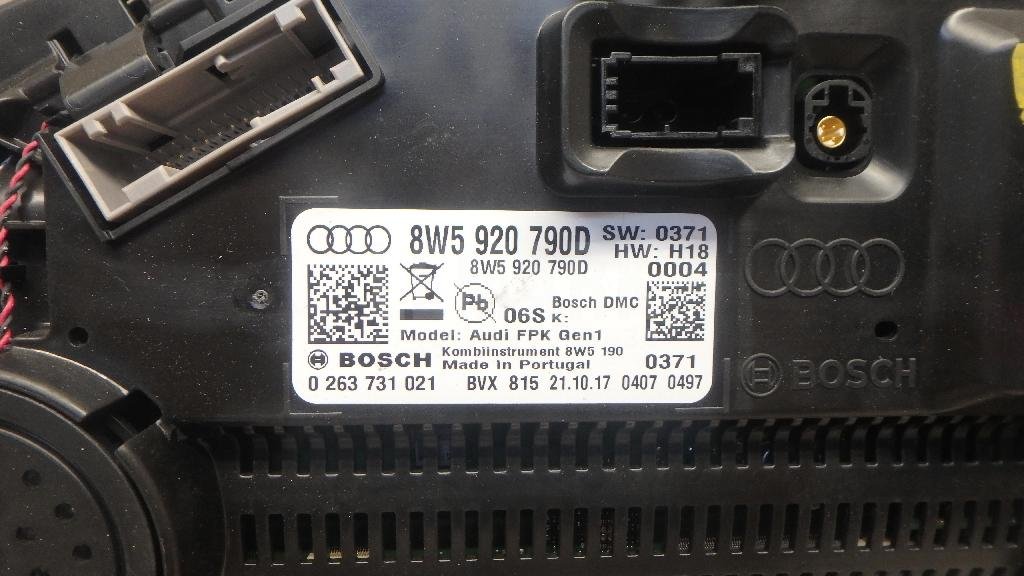 8W5 920 790D SW: 0371
HW: H18
8W5 920 790D 0004
Pb
Bosch DMC
06S K:
Model: Audi FPK Gen1
BOSCH Kombiinstrument 8W5 190 0371
Made in Portugal
0 263 731 021 BVX 815 21.10.17 0407 0497
BOSCH